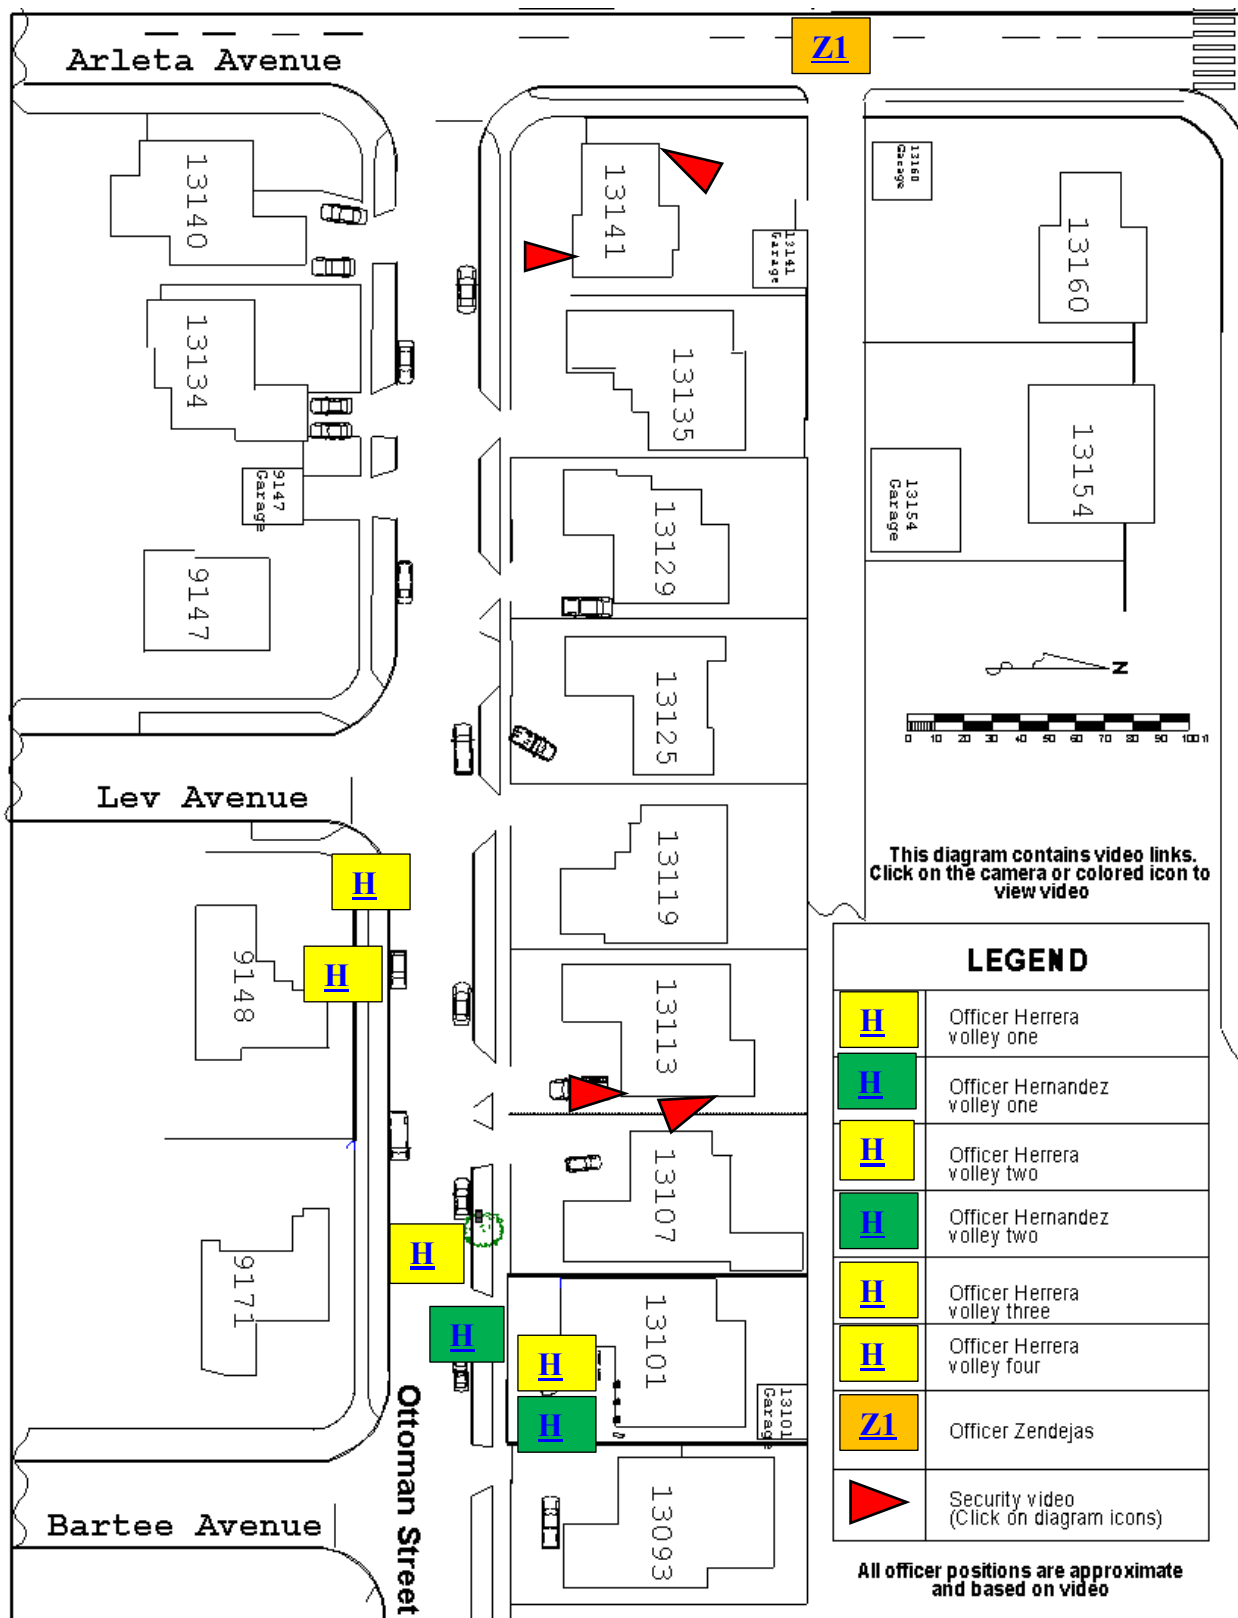 Arleta Avenue
Z1
13140
13141
13160
Garage
13141
Garage
13160
13134
13135
9147
Garage
13154
Garage
13154
13129
9147
13125
N
0 10 20 30 40 50 60 70 80 90 100 ft
Lev Avenue
13119
This diagram contains video links.
Click on the camera or colored icon to
view video
H
H
9148
13113
LEGEND
H Officer Herrera
volley one
H Officer Hernandez
volley one
H Officer Herrera
volley two
H Officer Hernandez
volley two
H Officer Herrera
volley three
H Officer Herrera
volley four
Z1 Officer Zendejas
Security video
(Click on diagram icons)
13107
H
9171
H
H
H
13101
13101
Garage
Ottoman Street
Bartee Avenue
13093
All officer positions are approximate
and based on video